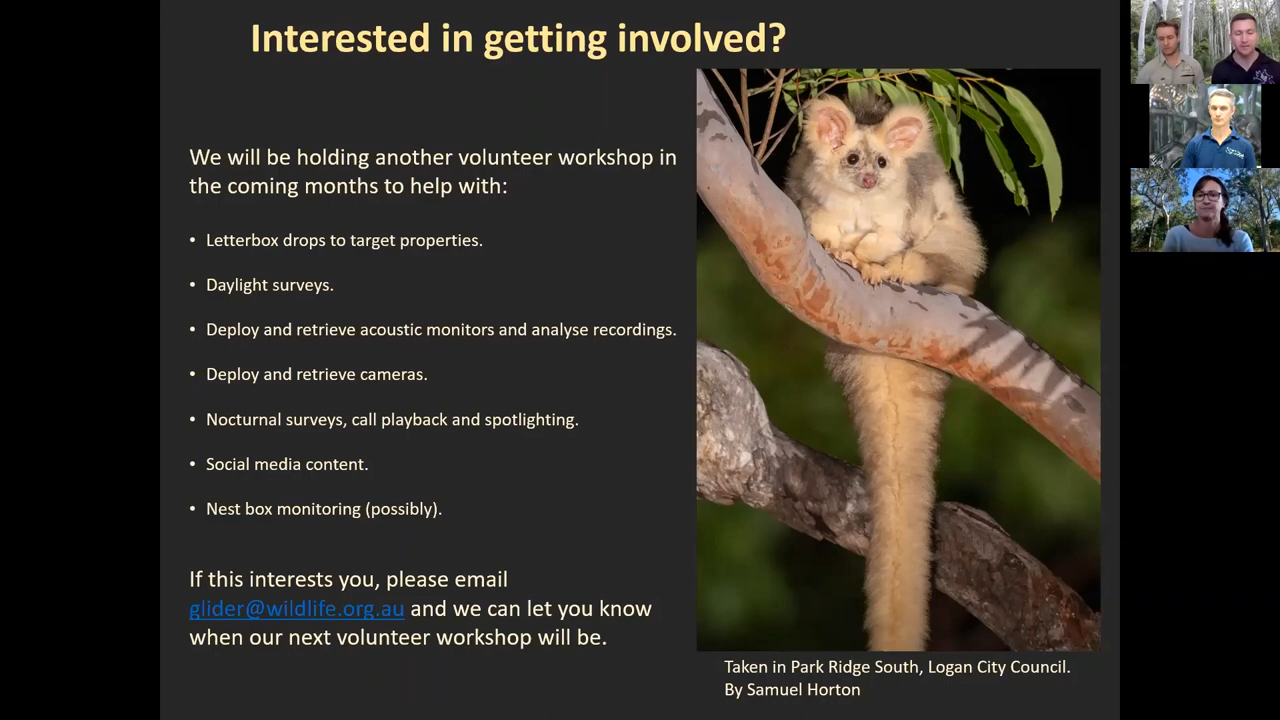 Interested in getting involved?
We will be holding another volunteer workshop in
the coming months to help with:
• Letterbox drops to target properties.
• Daylight surveys.
• Deploy and retrieve acoustic monitors and analyse recordings.
• Deploy and retrieve cameras.
• Nocturnal surveys, call playback and spotlighting.
• Social media content.
• Nest box monitoring (possibly).
If this interests you, please email
glider@wildlife.org.au and we can let you know
when our next volunteer workshop will be.
Taken in Park Ridge South, Logan City Council.
By Samuel Horton